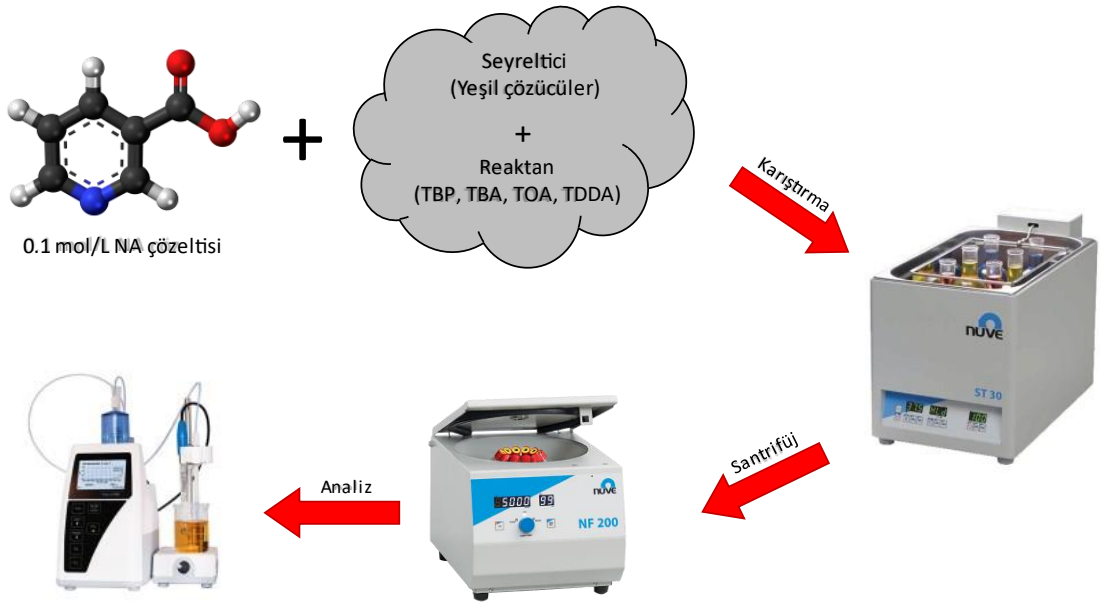 Seyreltici
(Yeşil çözücüler)
+
Reaktan
(TBP, TBA, TOA, TDDA)
+
0.1 mol/L NA çözeltisi
Karıştırma
nüve
ST 30
Santrifüj
nüve
5000 99
NF 200
Analiz